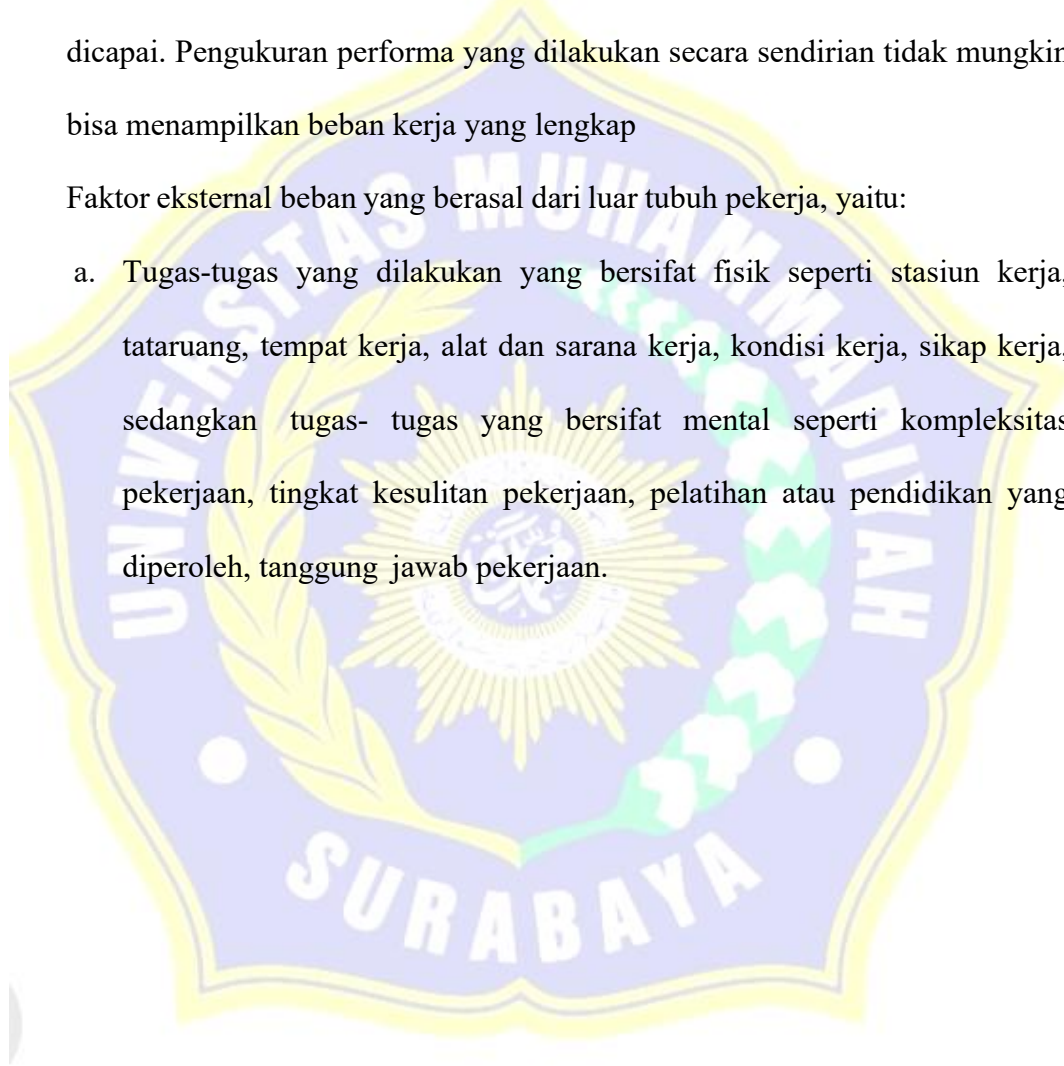 dicapai. Pengukuran performa yang dilakukan secara sendirian tidak mungkin
bisa menampilkan beban kerja yang lengkap
Faktor eksternal beban yang berasal dari luar tubuh pekerja, yaitu:
a. Tugas-tugas yang dilakukan yang bersifat fisik seperti stasiun kerja,
tataruang, tempat kerja, alat dan sarana kerja, kondisi kerja, sikap kerja,
sedangkan tugas- tugas yang bersifat mental seperti kompleksitas
pekerjaan, tingkat kesulitan pekerjaan, pelatihan atau pendidikan yang
diperoleh, tanggung jawab pekerjaan.
UNIVERSITAS MUHAMMADIYAH
SURABAYA